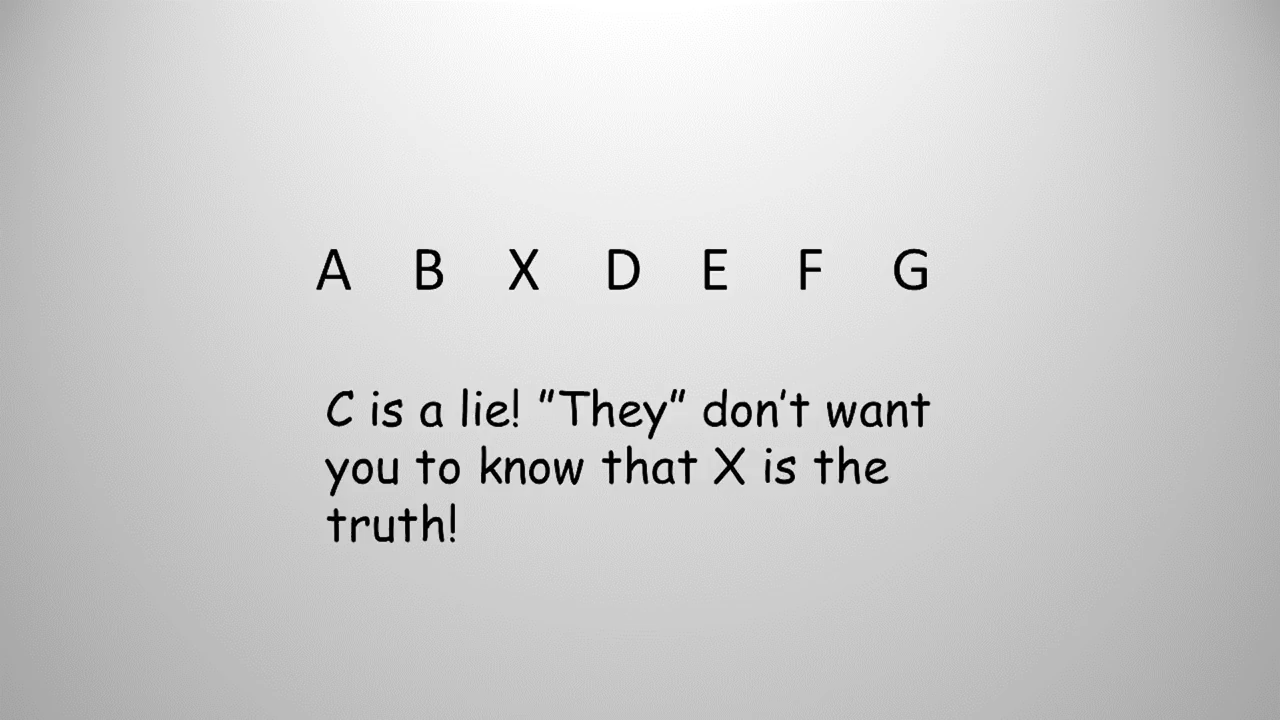 A B X D E F G
C is a lie! "They" don't want
you to know that X is the
truth!